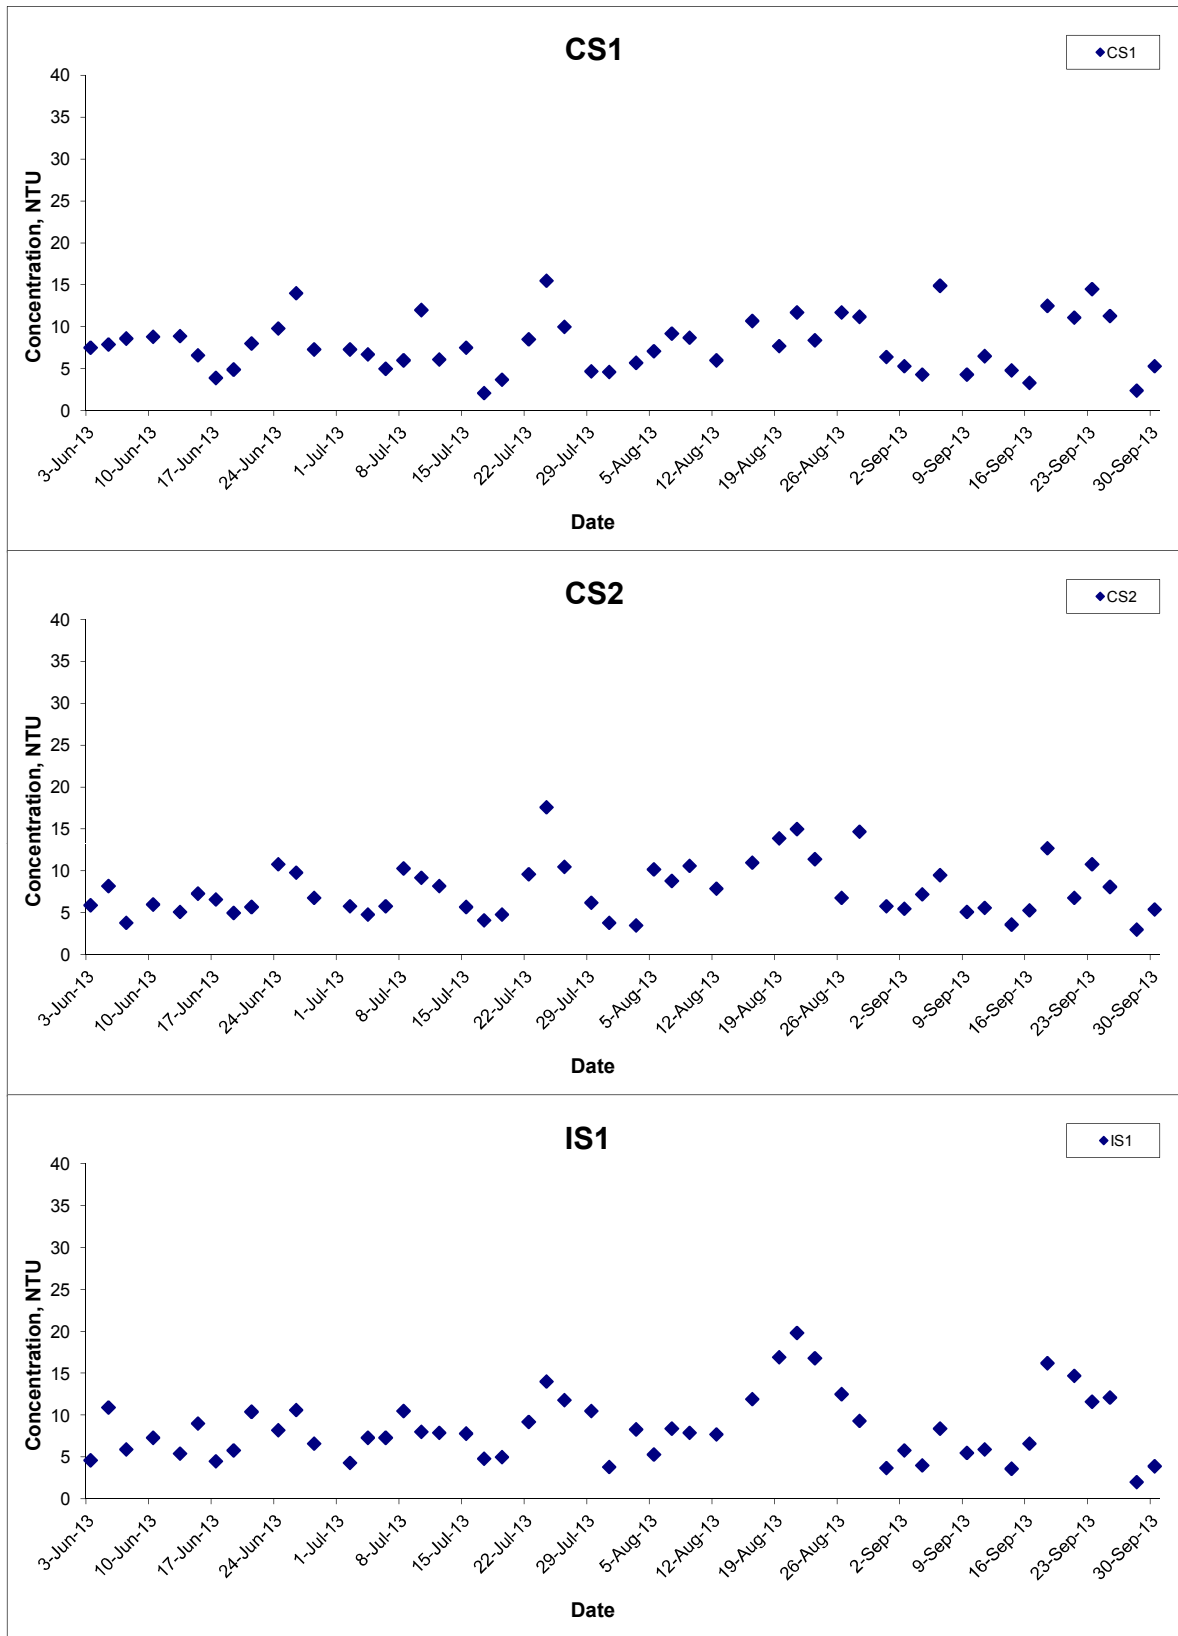 CS1
CS1
40
35
30
25
20
15
10
5
0
Concentration, NTU
3-Jun-13
10-Jun-13
17-Jun-13
24-Jun-13
1-Jul-13
8-Jul-13
15-Jul-13
22-Jul-13
29-Jul-13
5-Aug-13
12-Aug-13
19-Aug-13
26-Aug-13
2-Sep-13
9-Sep-13
16-Sep-13
23-Sep-13
30-Sep-13
Date
CS2
CS2
40
35
30
25
20
15
10
5
0
Concentration, NTU
3-Jun-13
10-Jun-13
17-Jun-13
24-Jun-13
1-Jul-13
8-Jul-13
15-Jul-13
22-Jul-13
29-Jul-13
5-Aug-13
12-Aug-13
19-Aug-13
26-Aug-13
2-Sep-13
9-Sep-13
16-Sep-13
23-Sep-13
30-Sep-13
Date
IS1
IS1
40
35
30
25
20
15
10
5
0
Concentration, NTU
3-Jun-13
10-Jun-13
17-Jun-13
24-Jun-13
1-Jul-13
8-Jul-13
15-Jul-13
22-Jul-13
29-Jul-13
5-Aug-13
12-Aug-13
19-Aug-13
26-Aug-13
2-Sep-13
9-Sep-13
16-Sep-13
23-Sep-13
30-Sep-13
Date